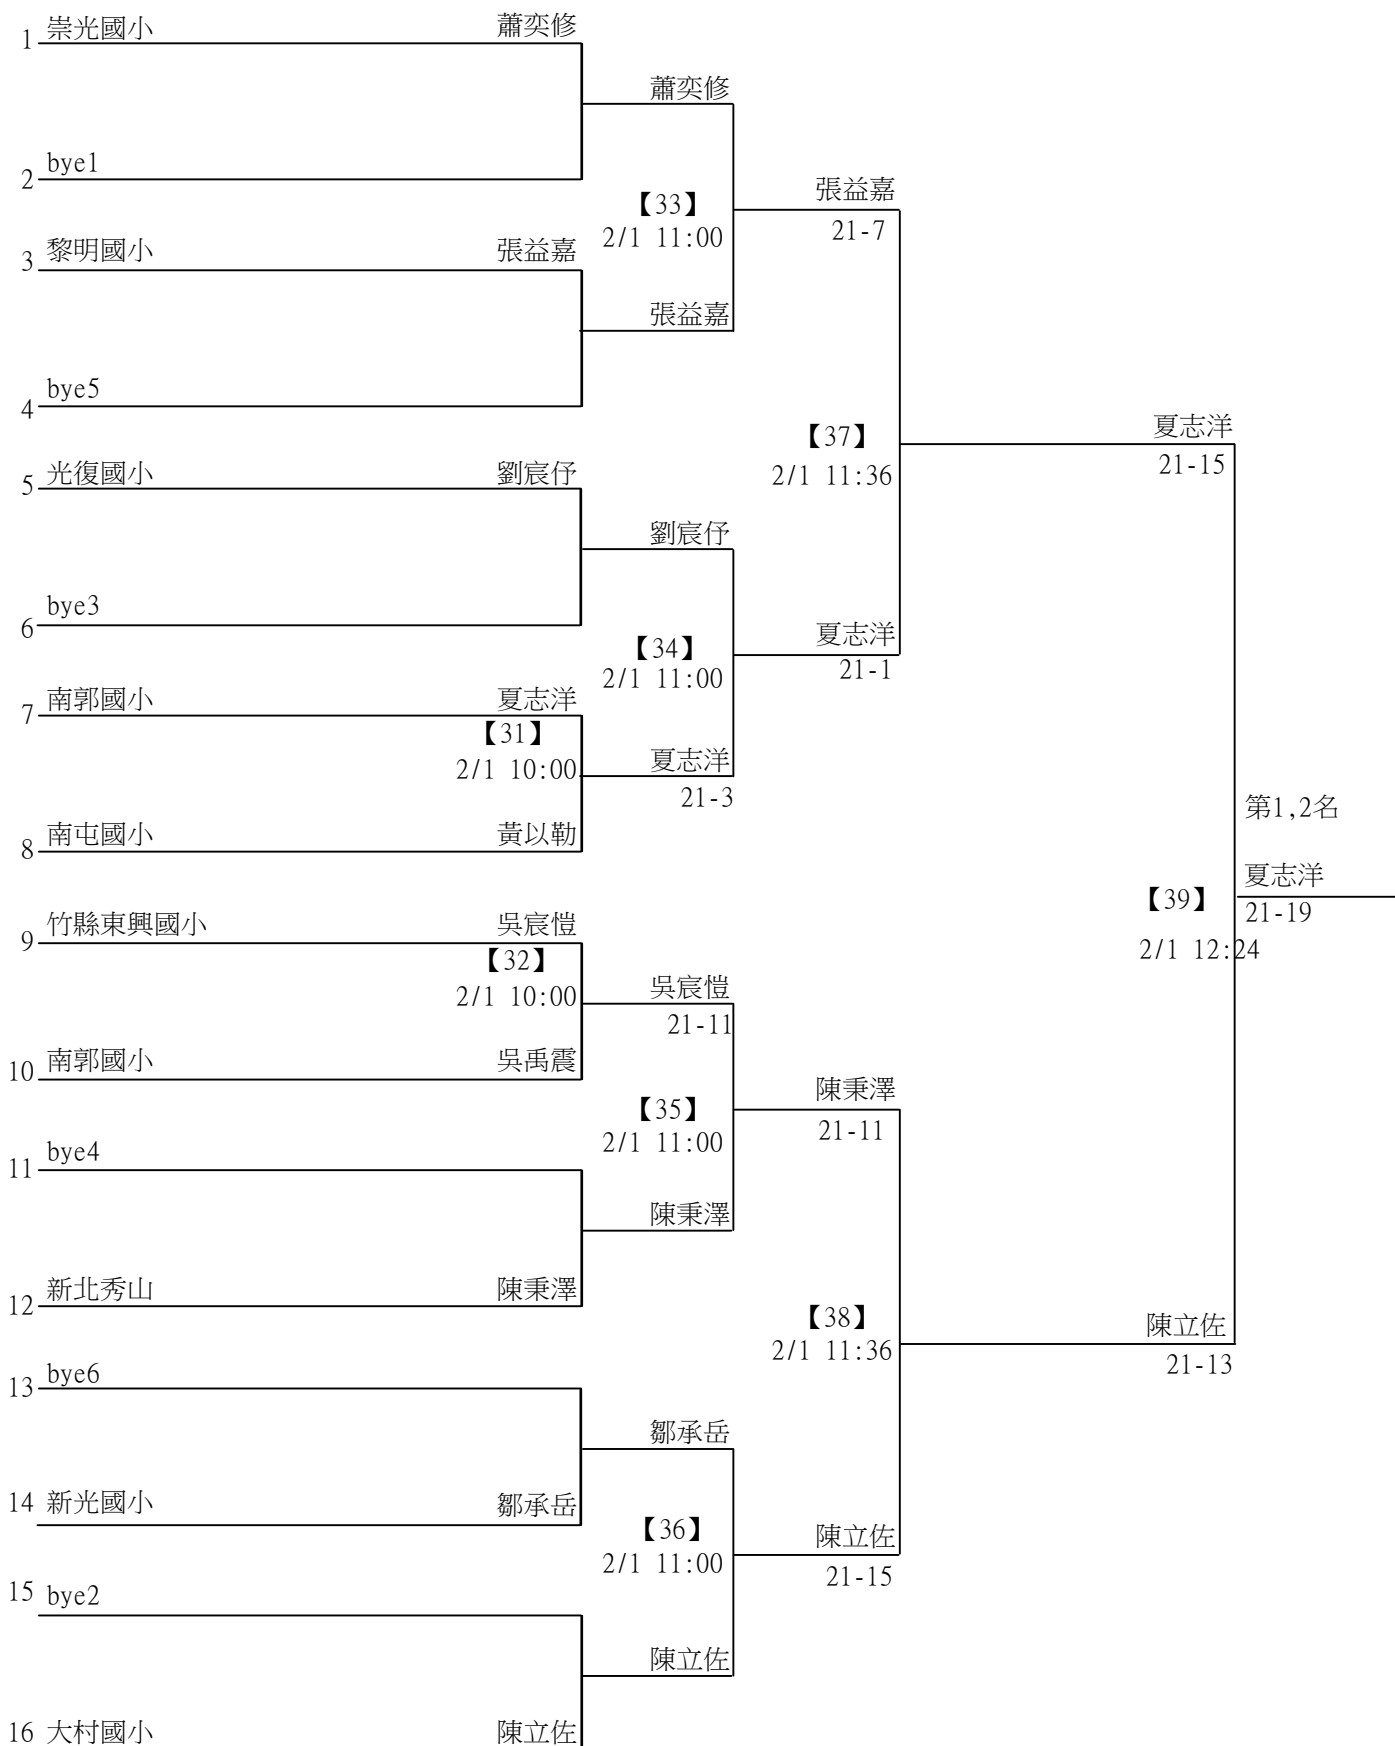 1 崇光國小 蕭奕修
蕭奕修
2 bye1
張益嘉
【33】
21-7
2/1 11:00
3 黎明國小 張益嘉
張益嘉
4 bye5
夏志洋
【37】
21-15
2/1 11:36
5 光復國小 劉宸伃
劉宸伃
6 bye3
夏志洋
【34】
21-1
2/1 11:00
7 南郭國小 夏志洋
【31】
夏志洋
2/1 10:00
21-3
第1,2名
8 南屯國小 黃以勒
夏志洋
【39】
21-19
2/1 12:24
9 竹縣東興國小 吳宸愷
【32】
吳宸愷
2/1 10:00
21-11
10 南郭國小 吳禹震
陳秉澤
【35】
21-11
2/1 11:00
11 bye4
陳秉澤
12 新北秀山 陳秉澤
【38】
陳立佐
2/1 11:36
21-13
13 bye6
鄒承岳
14 新光國小 鄒承岳
【36】
陳立佐
2/1 11:00
21-15
15 bye2
陳立佐
16 大村國小 陳立佐